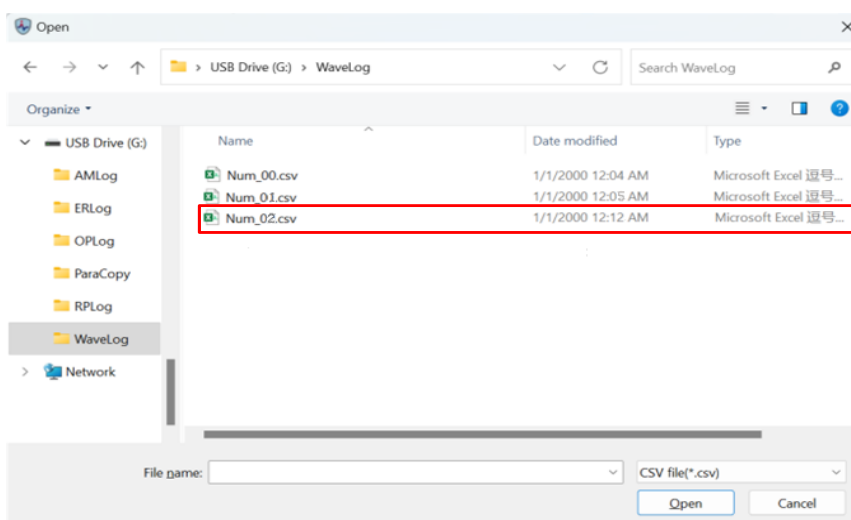 Open
USB Drive (G:) > WaveLog
Search WaveLog
Organize
Name Date modified Type
USB Drive (G:)
AMLog
ERLog
OPLog
ParaCopy
RPLog
WaveLog
Network
Num_00.csv 1/1/2000 12:04 AM Microsoft Excel 逗号...
Num_01.csv 1/1/2000 12:05 AM Microsoft Excel 逗号...
Num_02.csv 1/1/2000 12:12 AM Microsoft Excel 逗号...
File name:
CSV file(*.csv)
Open Cancel